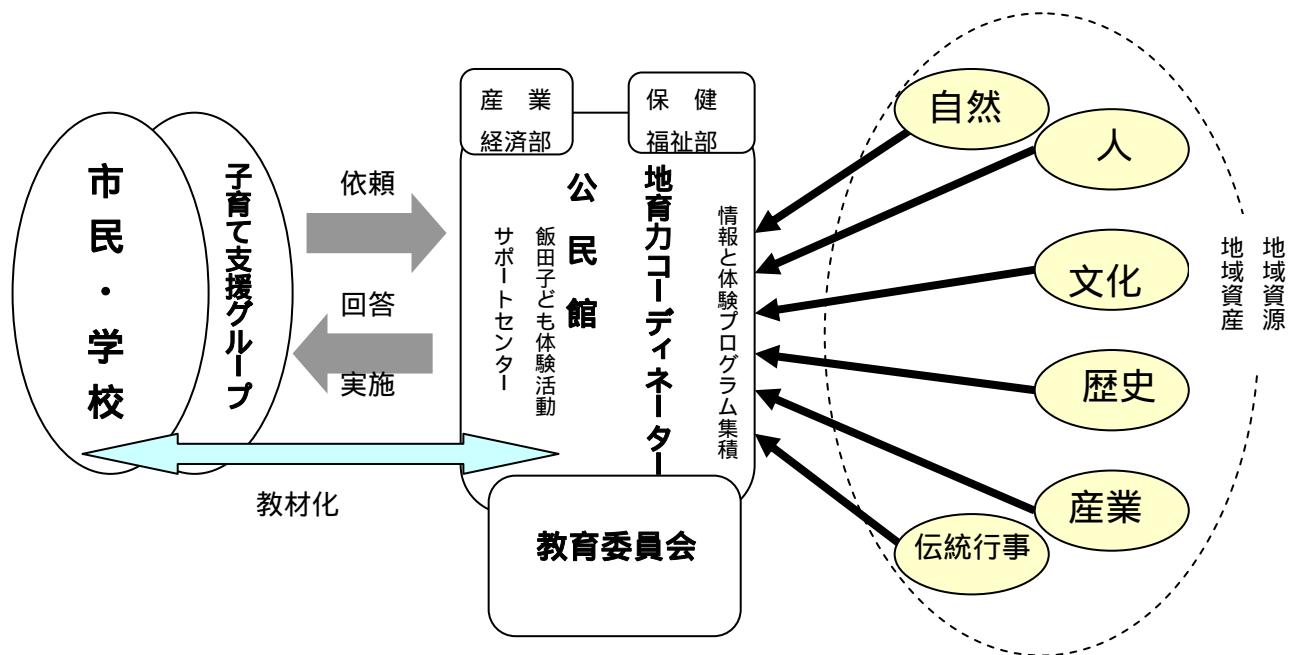 市民・学校
子育て支援グループ
依頼
回答
実施
教材化
産　業
経済部
保　健
福祉部
公民館
飯田子ども体験活動
サポートセンター
地育力コーディネーター
情報と体験プログラム集積
教育委員会
自然
人
文化
歴史
産業
伝統行事
地域資源
地域資産